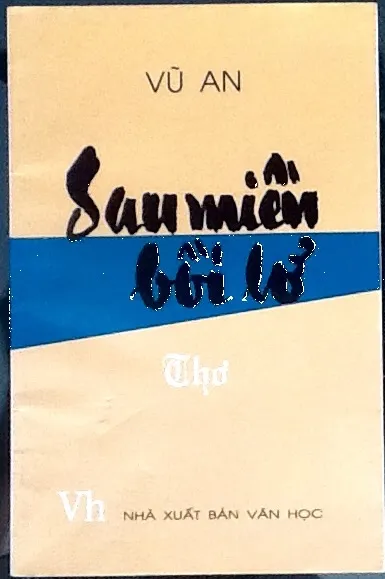 VŨ AN
Sau miền
bồi lở
Thơ
Vh NHÀ XUẤT BẢN VĂN HỌC